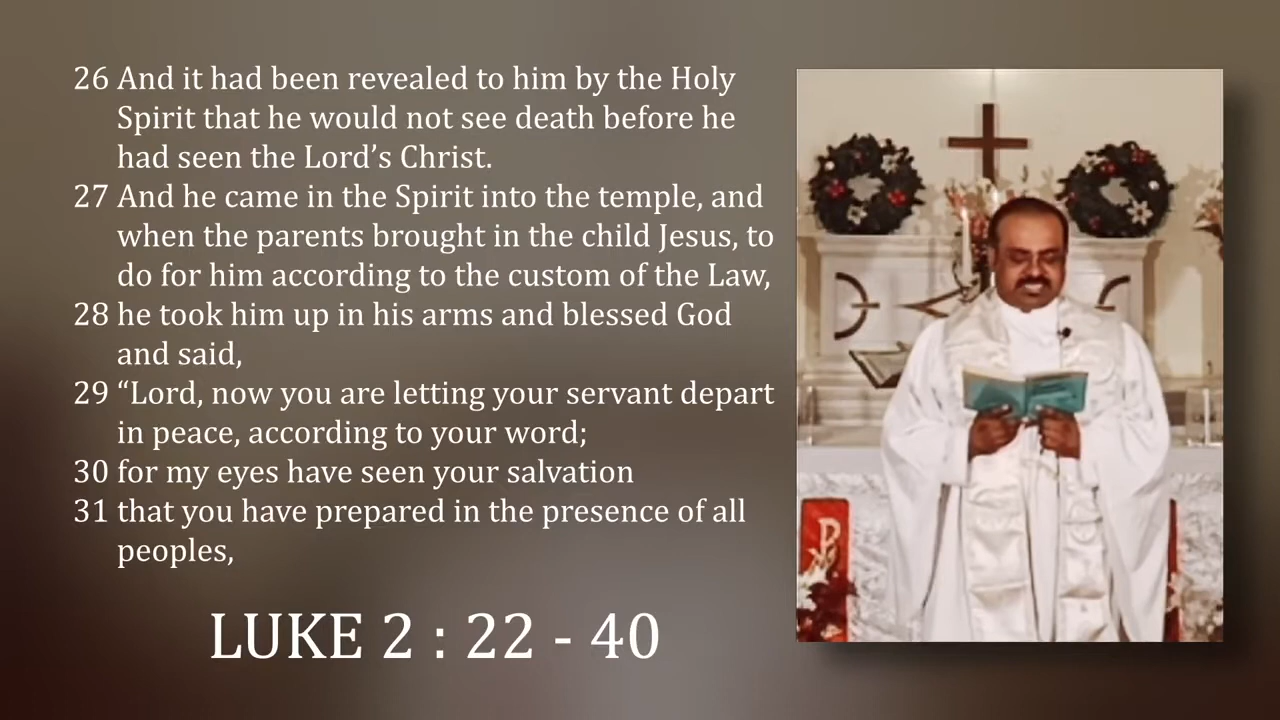 26 And it had been revealed to him by the Holy
Spirit that he would not see death before he
had seen the Lord’s Christ.
27 And he came in the Spirit into the temple, and
when the parents brought in the child Jesus, to
do for him according to the custom of the Law,
28 he took him up in his arms and blessed God
and said,
29 “Lord, now you are letting your servant depart
in peace, according to your word;
30 for my eyes have seen your salvation
31 that you have prepared in the presence of all
peoples,
LUKE 2 : 22 - 40